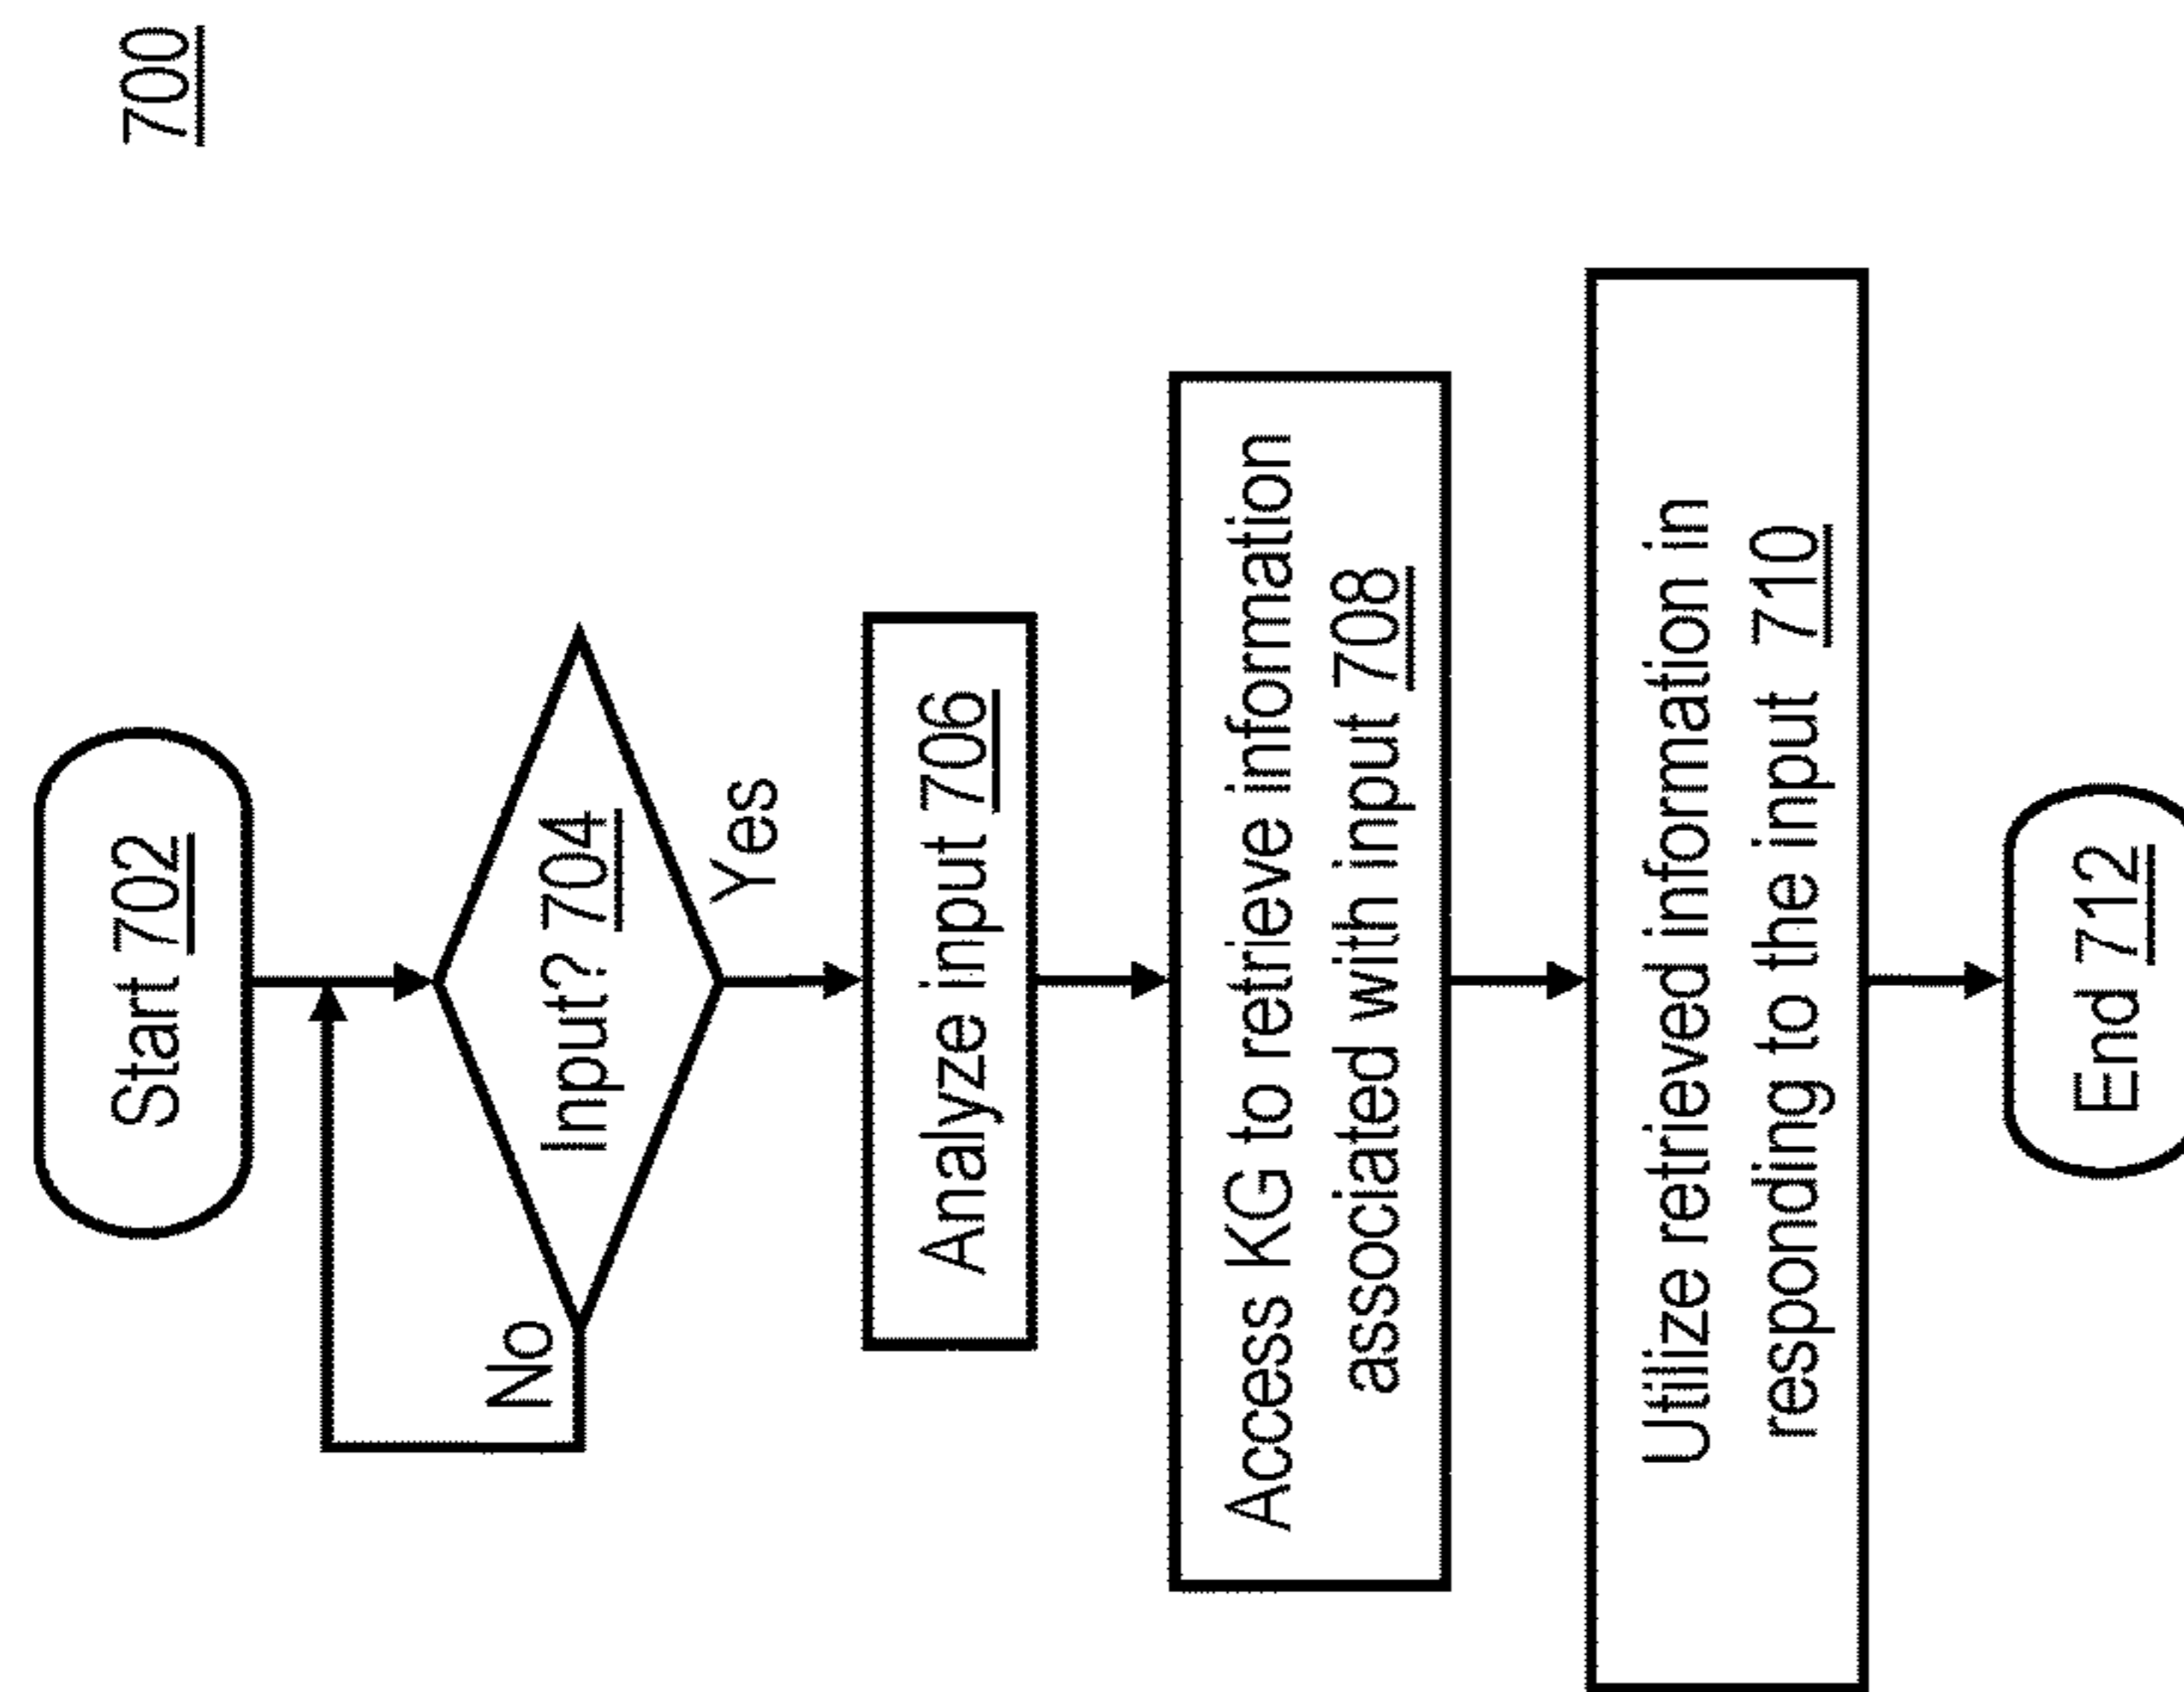 700
Start 702
Input? 704
No
Yes
Analyze input 706
Access KG to retrieve information
associated with input 708
Utilize retrieved information in
responding to the input 710
End 712